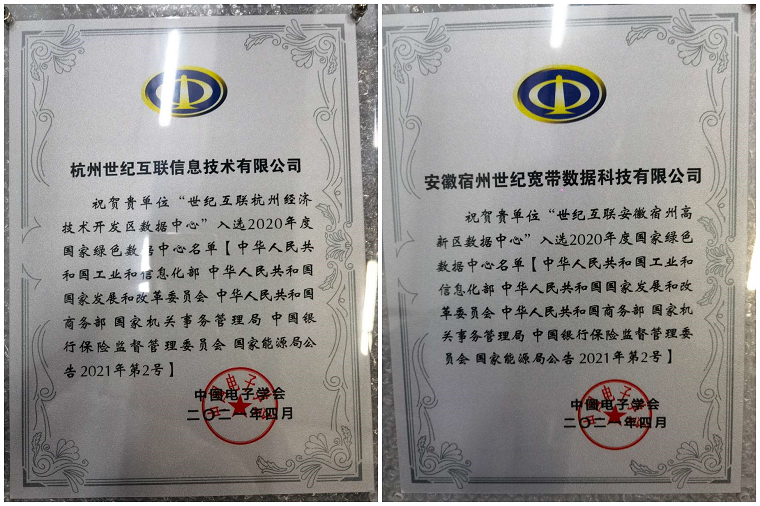 杭州世纪互联信息技术有限公司
祝贺贵单位“世纪互联杭州经济
技术开发区数据中心”入选2020年度
国家绿色数据中心名单【中华人民共
和国工业和信息化部 中华人民共和国
国家发展和改革委员会 中华人民共和国
商务部 国家机关事务管理局 中国银
行保险监督管理委员会 国家能源局公
告2021年第2号】
中国电子学会
二〇二一年四月
安徽宿州世纪宽带数据科技有限公司
祝贺贵单位“世纪互联安徽宿州高
新区数据中心”入选2020年度国家绿色
数据中心名单【中华人民共和国工业和
信息化部 中华人民共和国国家发展和改
革委员会 中华人民共和国商务部 国家机
关事务管理局 中国银行保险监督管理委
员会 国家能源局公告2021年第2号】
中国电子学会
二〇二一年四月